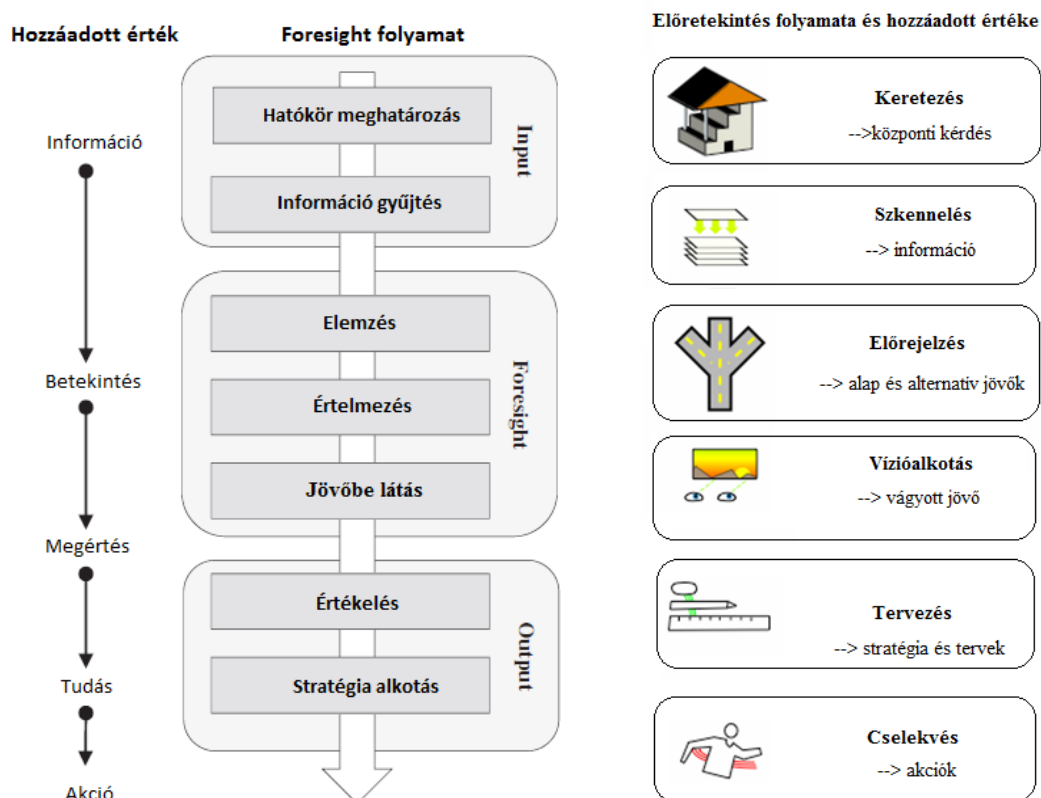 Hozzáadott érték
Információ
Betekintés
Megértés
Tudás
Akció
Foresight folyamat
Hatókör meghatározás
Információ gyűjtés
Input
Elemzés
Értelmezés
Jövőbe látás
Foresight
Értékelés
Stratégia alkotás
Output
Előretekintés folyamata és hozzáadott értéke
Keretezés
-->központi kérdés
Szkennelés
--> információ
Előrejelzés
--> alap és alternatív jövők
Vízióalkotás
--> vágyott jövő
Tervezés
--> stratégia és tervek
Cselekvés
--> akciók